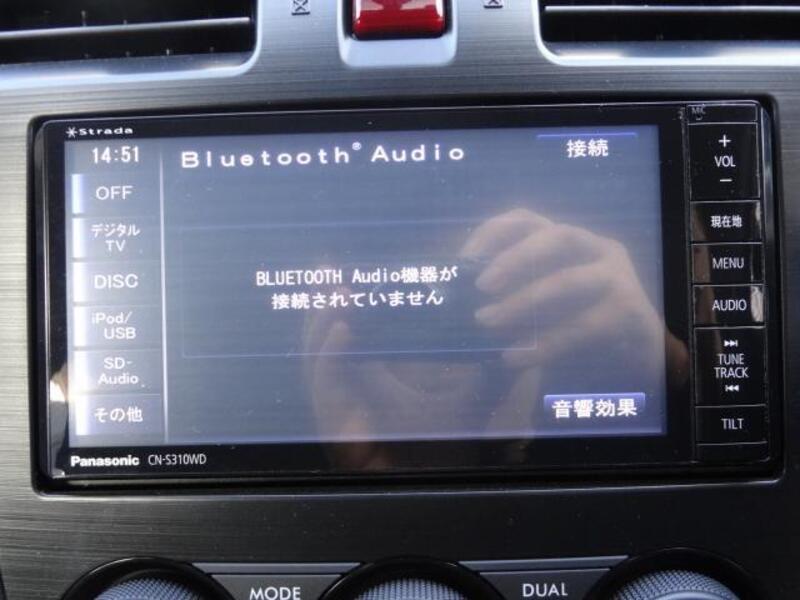 Strada
MIC
14:51
Bluetooth® Audio
接続
OFF
デジタル
TV
DISC
iPod/
USB
SD-
Audio
その他
BLUETOOTH Audio機器が
接続されていません
音響効果
+
VOL
−
現在地
MENU
AUDIO
TUNE
TRACK
TILT
Panasonic CN-S310WD
MODE
DUAL